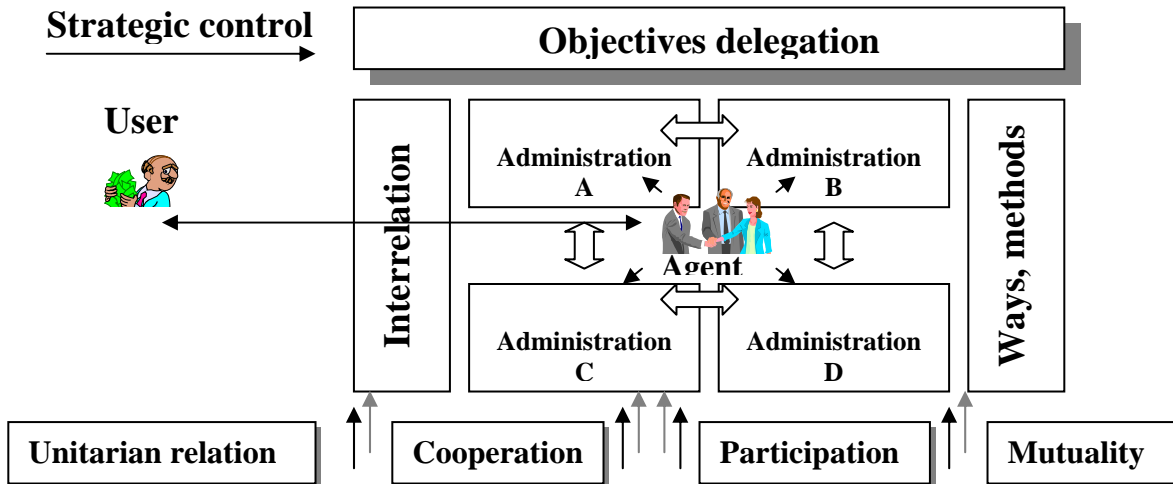 Strategic control
Objectives delegation
User
Interrelation
Administration
A
Administration
B
Ways, methods
Agent
Administration
C
Administration
D
Unitarian relation
Cooperation
Participation
Mutuality